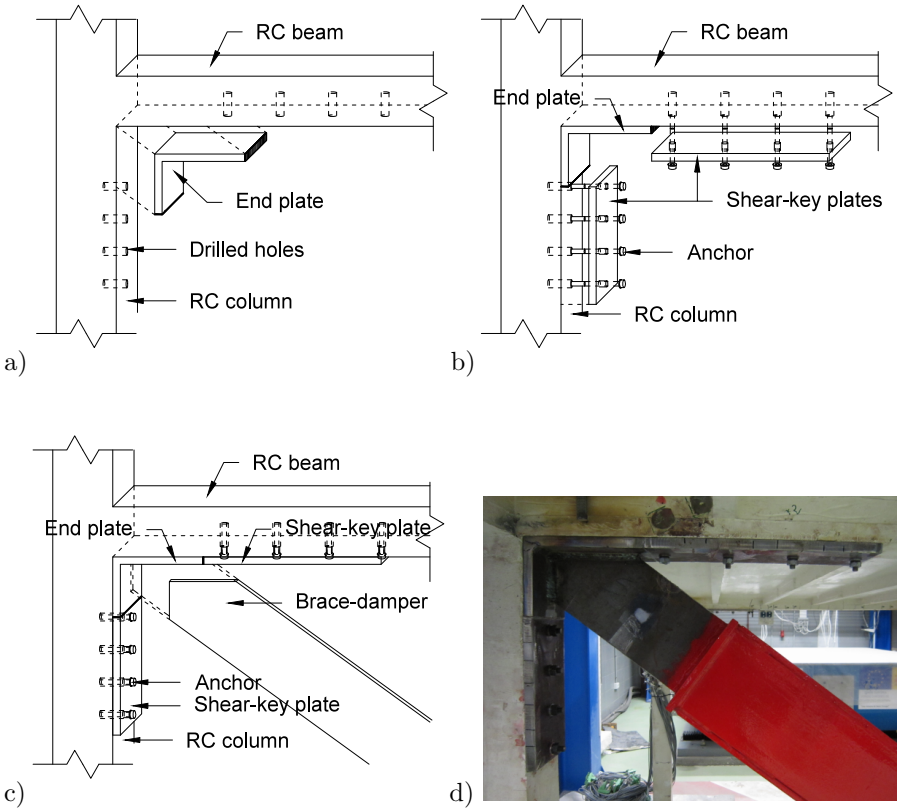 RC beam
End plate
Drilled holes
RC column
a)
RC beam
End plate
Shear-key plates
Anchor
RC column
b)
RC beam
End plate
Shear-key plate
Brace-damper
Anchor
Shear-key plate
RC column
c)
d)